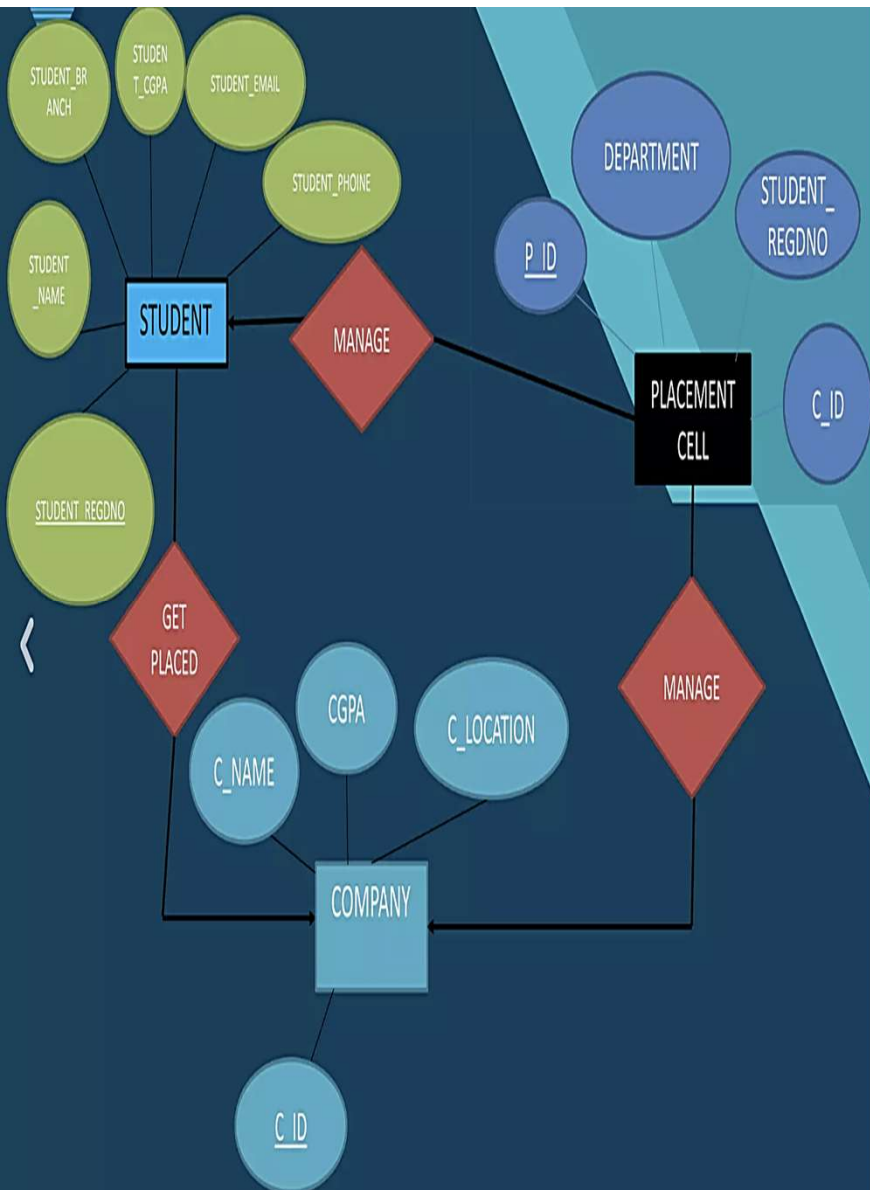 STUDENT_BR
ANCH
STUDEN
T_CGPA
STUDENT_EMAIL
STUDENT_PHOINE
STUDENT
_NAME
STUDENT
MANAGE
STUDENT_REGDNO
DEPARTMENT
STUDENT_
REGDNO
P_ID
PLACEMENT
CELL
C_ID
GET
PLACED
MANAGE
C_NAME
CGPA
C_LOCATION
COMPANY
C_ID